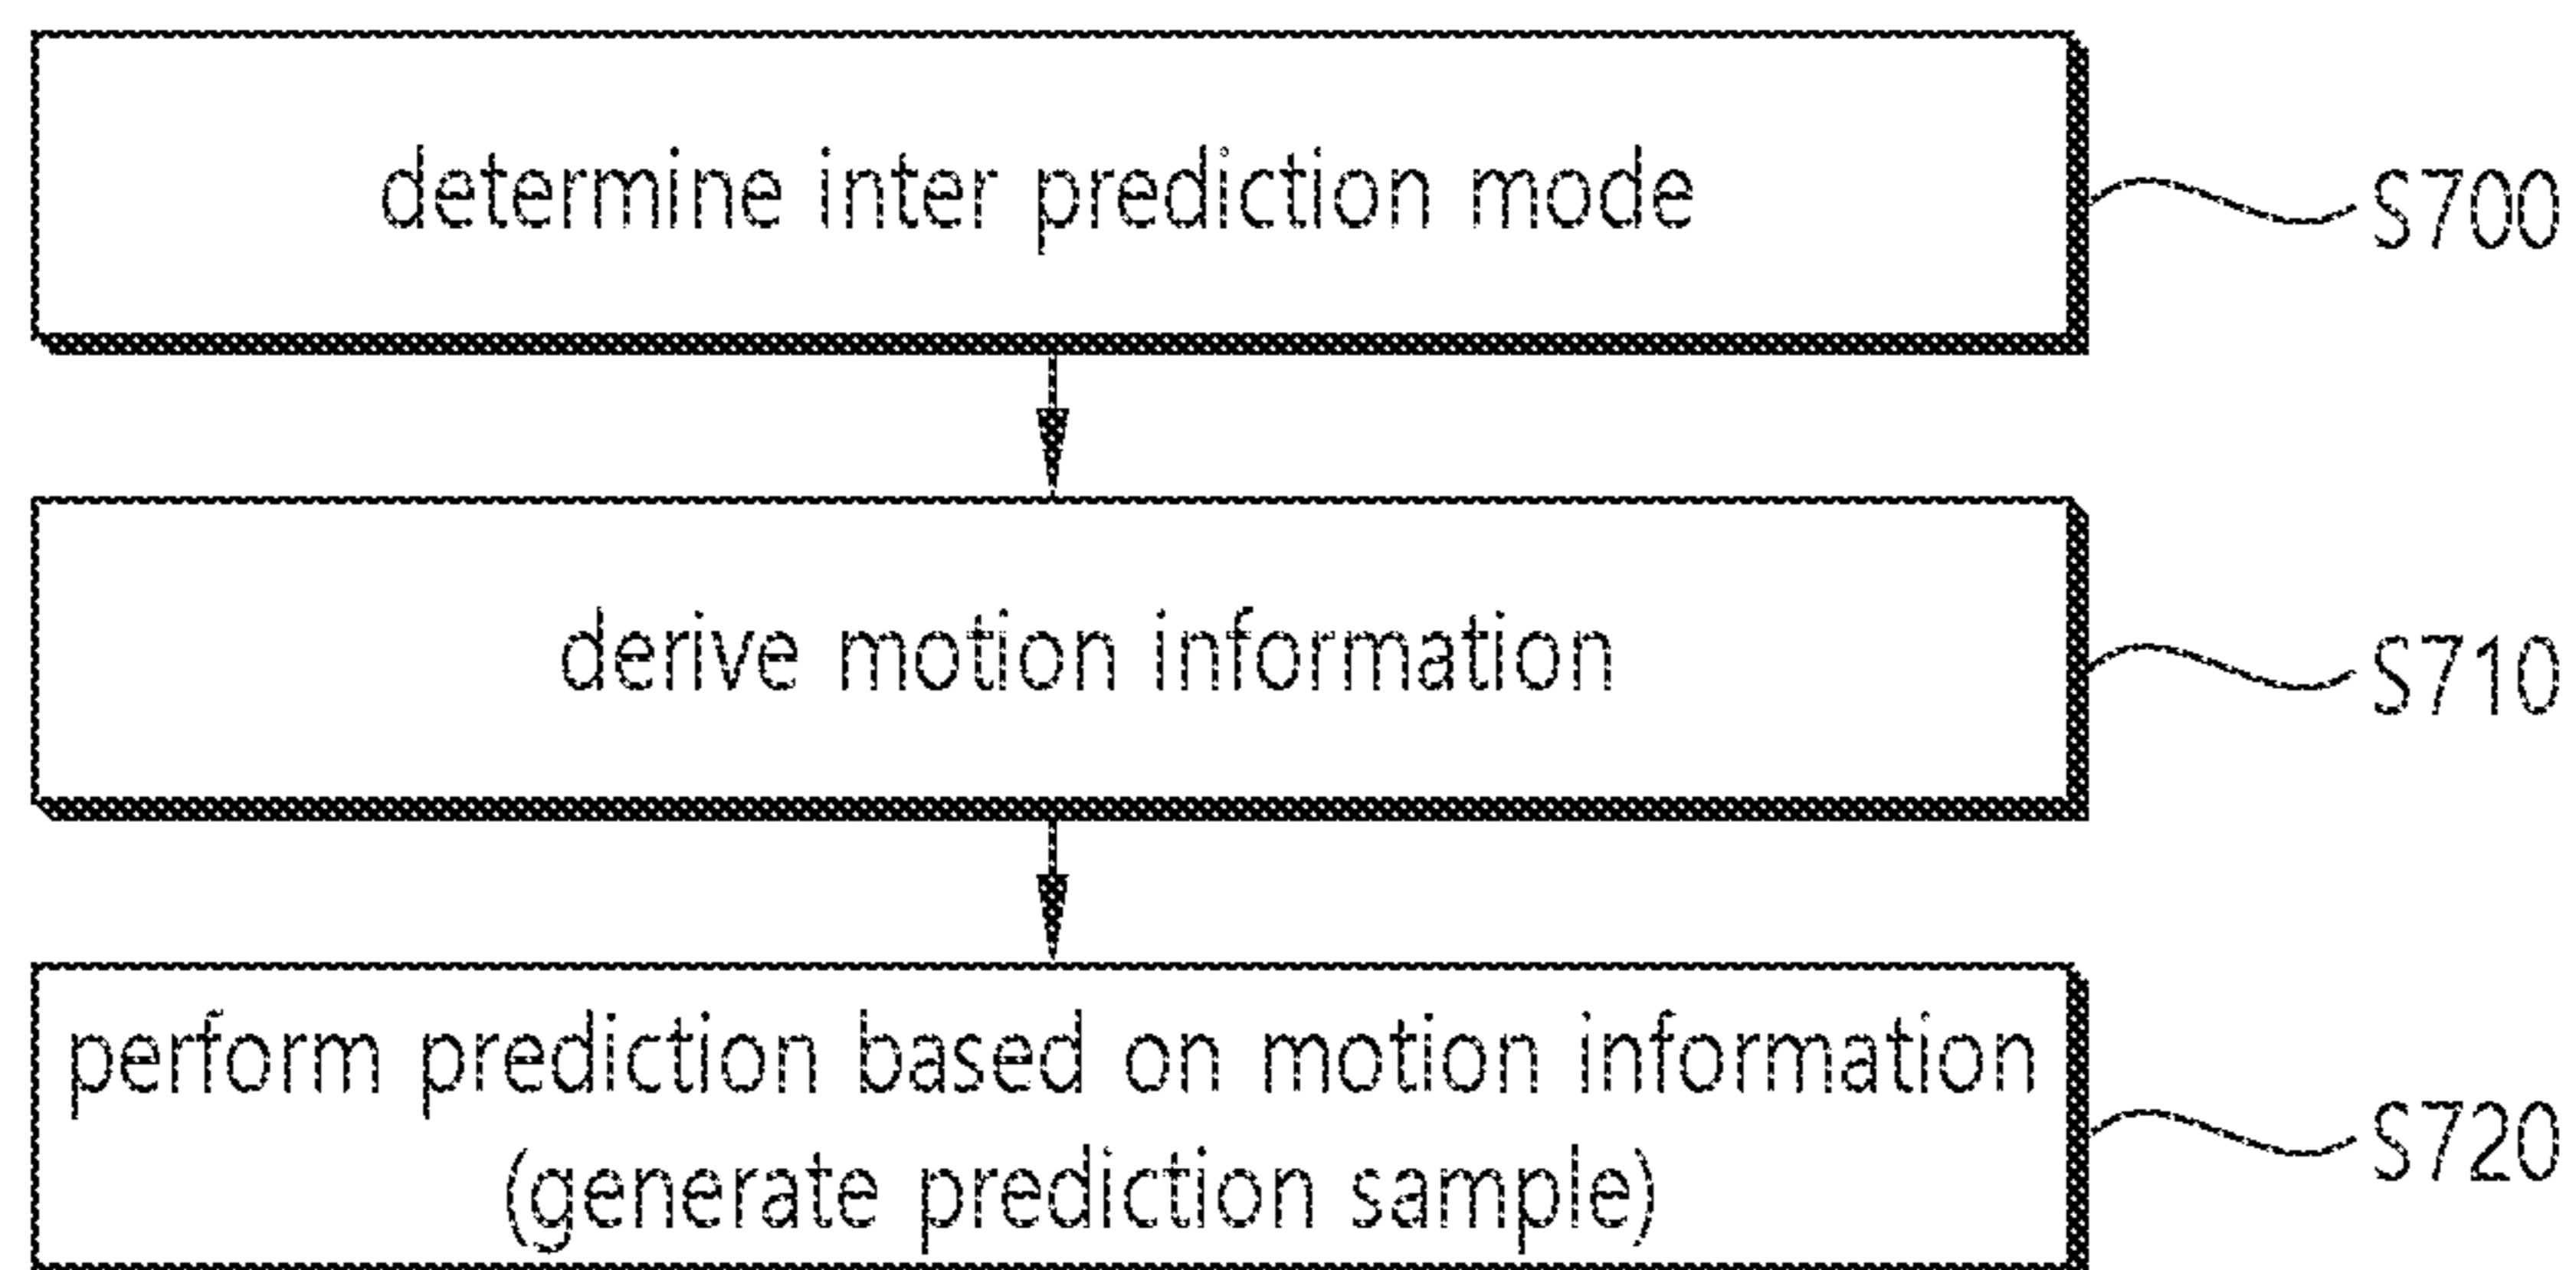 determine inter prediction mode
S700
derive motion information
S710
perform prediction based on motion information
(generate prediction sample)
S720